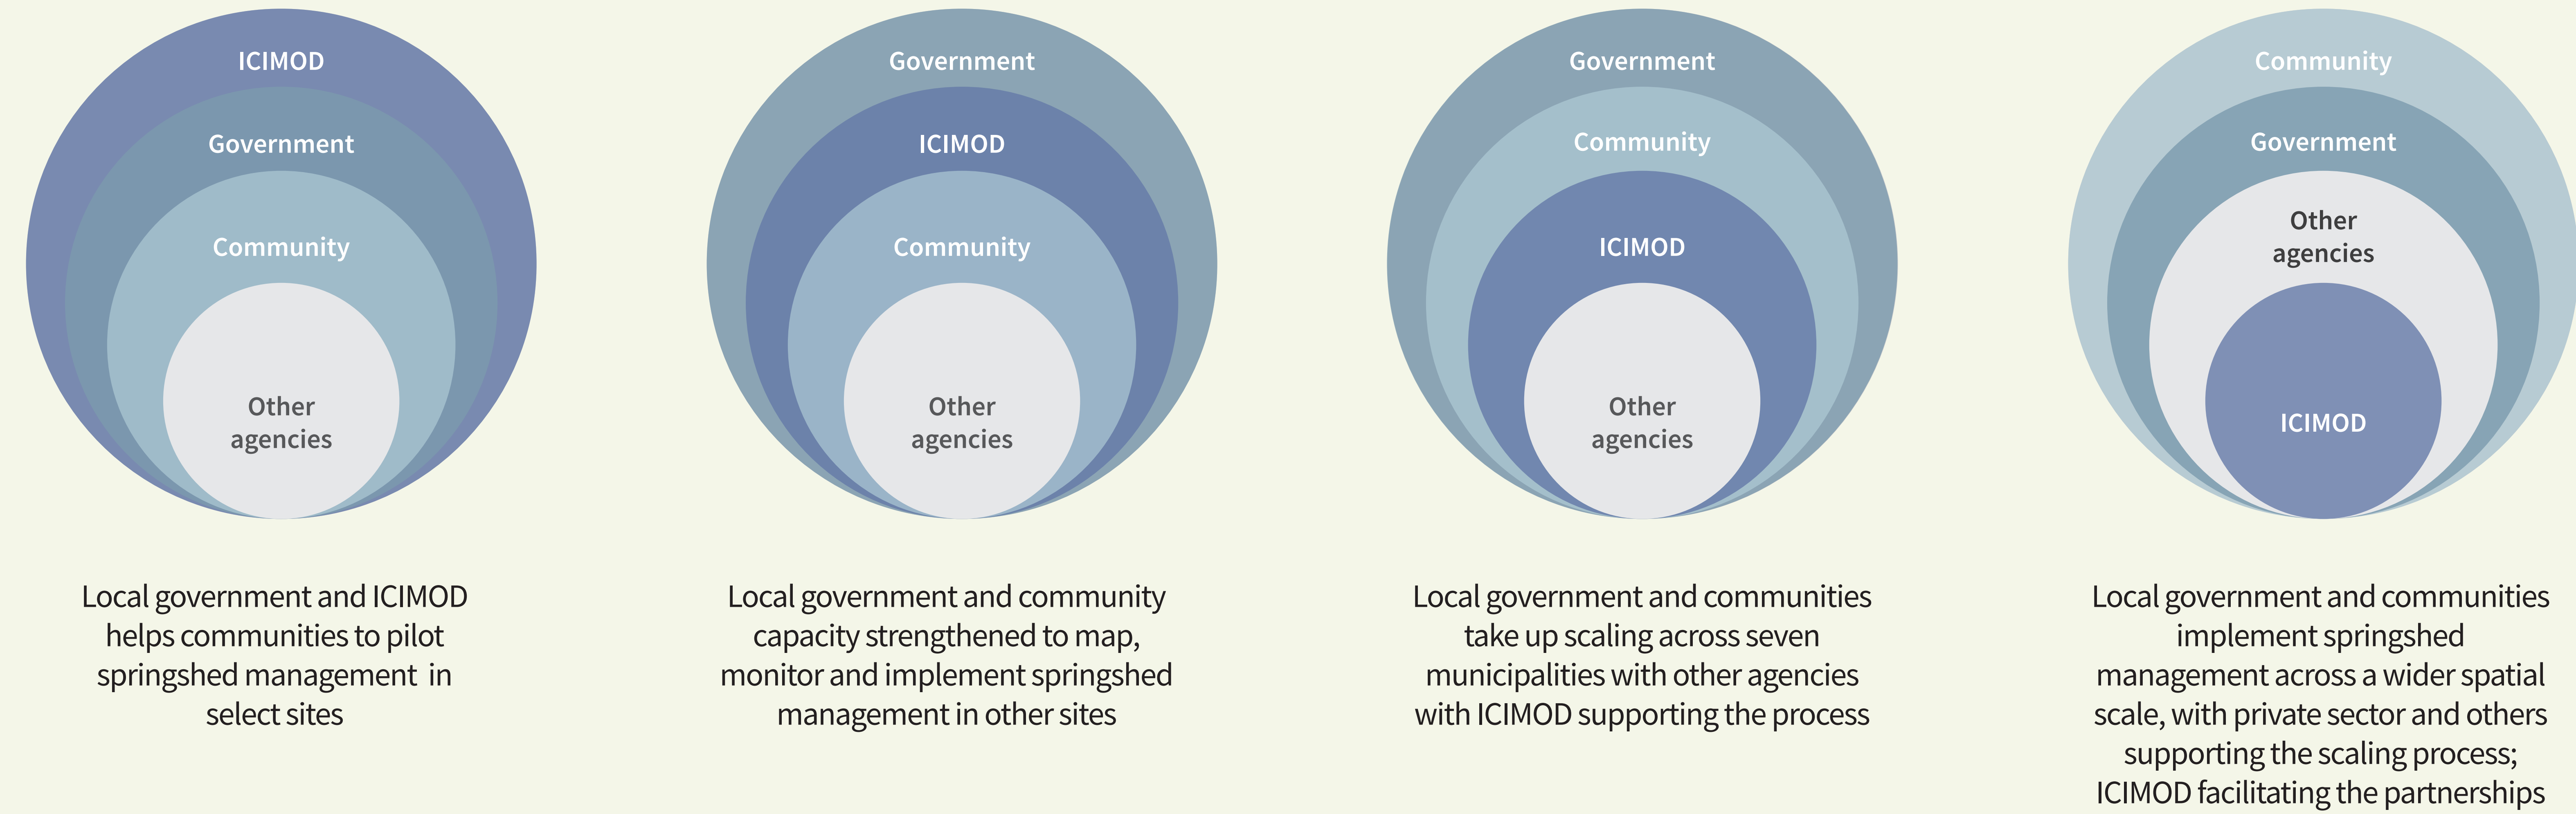 ICIMOD
Government
Community
Other
agencies
Local government and ICIMOD
helps communities to pilot
springshed management in
select sites
Government
ICIMOD
Community
Other
agencies
Local government and community
capacity strengthened to map,
monitor and implement springshed
management in other sites
Government
Community
ICIMOD
Other
agencies
Local government and communities
take up scaling across seven
municipalities with other agencies
with ICIMOD supporting the process
Community
Government
Other
agencies
ICIMOD
Local government and communities
implement springshed
management across a wider spatial
scale, with private sector and others
supporting the scaling process;
ICIMOD facilitating the partnerships